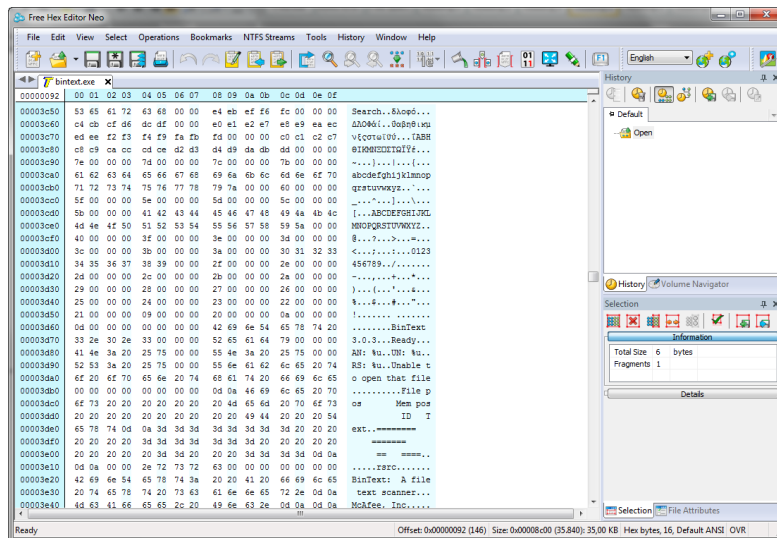 Free Hex Editor Neo
File Edit View Select Operations Bookmarks NTFS Streams Tools History Window Help
English
bintext.exe
00000092 00 01 02 03 04 05 06 07 08 09 0a 0b 0c 0d 0e 0f
00003c50 53 65 61 72 63 68 00 00 e4 eb ef f6 fc 00 00 00 Search..δλοφό...
00003c60 c4 cb cf d6 dc df 00 00 e0 e1 e2 e7 e8 e9 ea ec ΔΛΟΦάί..ΰαβηθικμ
00003c70 ed ee f2 f3 f4 f9 fa fb fd 00 00 00 c0 c1 c2 c7 νξςστωϊϋύ...ΐΑΒΗ
00003c80 c8 c9 ca cc cd ce d2 d3 d4 d9 da db dd 00 00 00
00003c90 7e 00 00 00 7d 00 00 00 7c 00 00 00 7b 00 00 00 ~...}...|...{...
00003ca0 61 62 63 64 65 66 67 68 69 6a 6b 6c 6d 6e 6f 70 abcdefghijklmnop
00003cb0 71 72 73 74 75 76 77 78 79 7a 00 00 60 00 00 00 qrstuvwxyz..`...
00003cc0 5f 00 00 00 5e 00 00 00 5d 00 00 00 5c 00 00 00 _...^...]...\...
00003cd0 5b 00 00 00 41 42 43 44 45 46 47 48 49 4a 4b 4c [...ABCDEFGHIJKL
00003ce0 4d 4e 4f 50 51 52 53 54 55 56 57 58 59 5a 00 00 MNOPQRSTUVWXYZ..
00003cf0 40 00 00 00 3f 00 00 00 3e 00 00 00 3d 00 00 00 @...?...>...=...
00003d00 3c 00 00 00 3b 00 00 00 3a 00 00 00 30 31 32 33 <...;...:...0123
00003d10 34 35 36 37 38 39 00 00 2f 00 00 00 2e 00 00 00 456789../.......
00003d20 2d 00 00 00 2c 00 00 00 2b 00 00 00 2a 00 00 00 -...,...+...*...
00003d30 29 00 00 00 28 00 00 00 27 00 00 00 26 00 00 00 )...(...'...&...
00003d40 25 00 00 00 24 00 00 00 23 00 00 00 22 00 00 00 %...$...#..."...
00003d50 21 00 00 00 09 00 00 00 20 00 00 00 0a 00 00 00 !....... .......
00003d60 0d 00 00 00 00 00 00 00 42 69 6e 54 65 78 74 20 ........BinText
00003d70 33 2e 30 2e 33 00 00 00 52 65 61 64 79 00 00 00 3.0.3...Ready...
00003d80 41 4e 3a 20 25 75 00 00 55 4e 3a 20 25 75 00 00 AN: %u..UN: %u..
00003d90 52 53 3a 20 25 75 00 00 55 6e 61 62 6c 65 20 74 RS: %u..Unable t
00003da0 6f 20 6f 70 65 6e 20 74 68 61 74 20 66 69 6c 65 o open that file
00003db0 00 00 00 00 00 00 00 00 0d 0a 46 69 6c 65 20 70 ..........File p
00003dc0 6f 73 20 20 20 20 20 20 20 4d 65 6d 20 70 6f 73 os Mem pos
00003dd0 20 20 20 20 20 20 20 20 20 20 49 44 20 20 20 54 ID T
00003de0 65 78 74 0d 0a 3d 3d 3d 3d 3d 3d 3d 3d 20 20 20 ext..========
00003df0 20 20 20 20 3d 3d 3d 3d 3d 3d 3d 3d 20 20 20 20 ========
00003e00 20 20 20 20 20 3d 3d 20 20 20 3d 3d 3d 3d 0d 0a == ====..
00003e10 0d 0a 00 00 2e 72 73 72 63 00 00 00 00 00 00 00 .....rsrc.......
00003e20 42 69 6e 54 65 78 74 3a 20 20 41 20 66 69 6c 65 BinText: A file
00003e30 20 74 65 78 74 20 73 63 61 6e 6e 65 72 2e 0d 0a text scanner...
00003e40 4d 63 41 66 65 65 2c 20 49 6e 63 2e 0d 0a 0d 0a McAfee, Inc.....
History
Default
Open
History Volume Navigator
Selection
Information
Total Size 6 bytes
Fragments 1
Details
Selection File Attributes
Ready Offset: 0x00000092 (146) Size: 0x00008c00 (35.840): 35,00 KB Hex bytes, 16, Default ANSI OVR